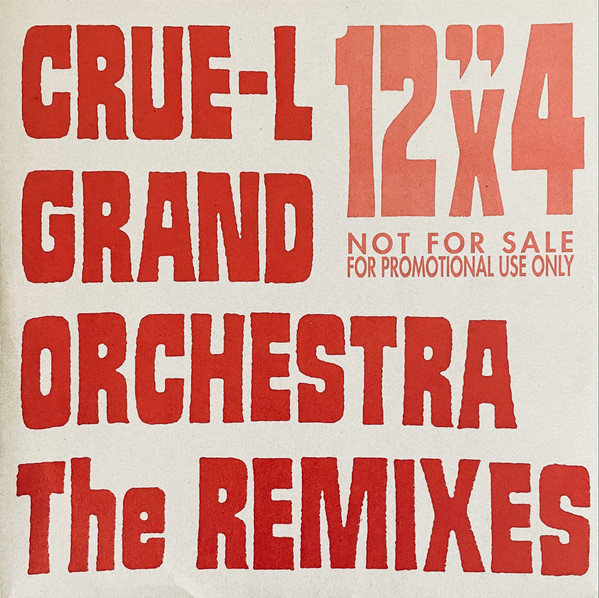 CRUE-L
GRAND
ORCHESTRA
The REMIXES
12"x4
NOT FOR SALE
FOR PROMOTIONAL USE ONLY